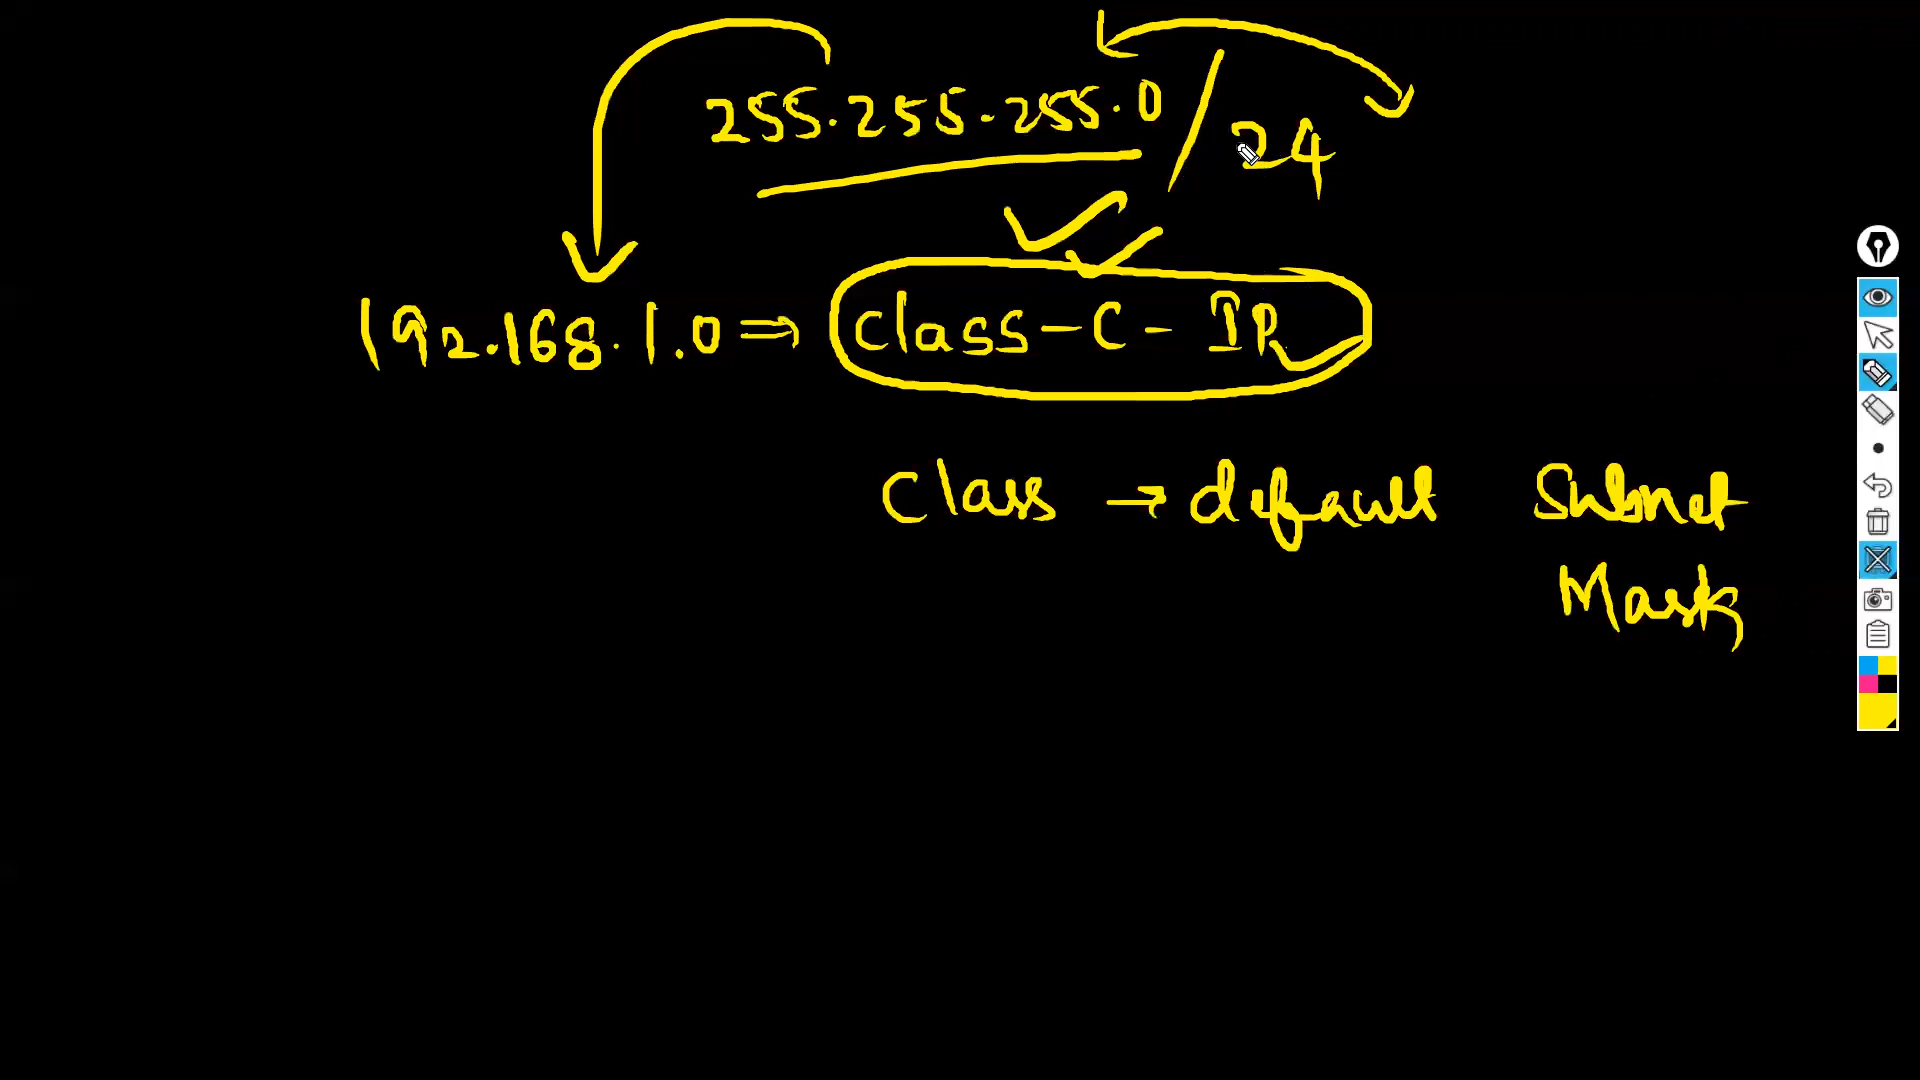 255.255.255.0/24
192.168.1.0 ⇒ class-C-IP
Class → default Subnet
Mask